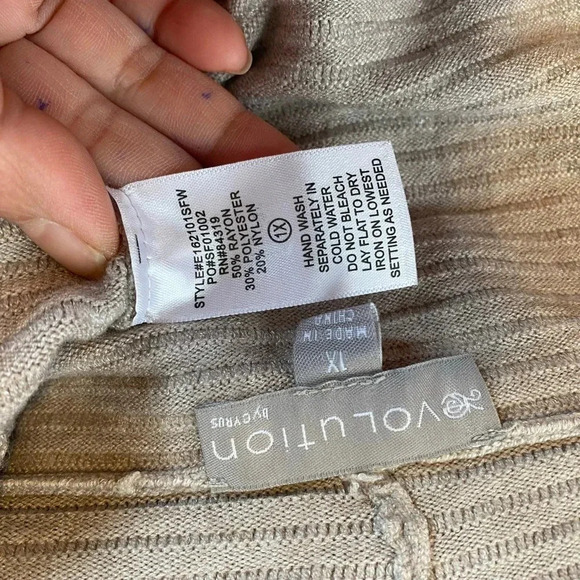 STYLE#E162101SFW
PO#SF01002
RN#84319
50% RAYON
30% POLYESTER
20% NYLON
1X
HAND WASH
SEPARATELY IN
COLD WATER
DO NOT BLEACH
LAY FLAT TO DRY
IRON ON LOWEST
SETTING AS NEEDED
1X
MADE IN
CHINA
evolution
by CYRUS